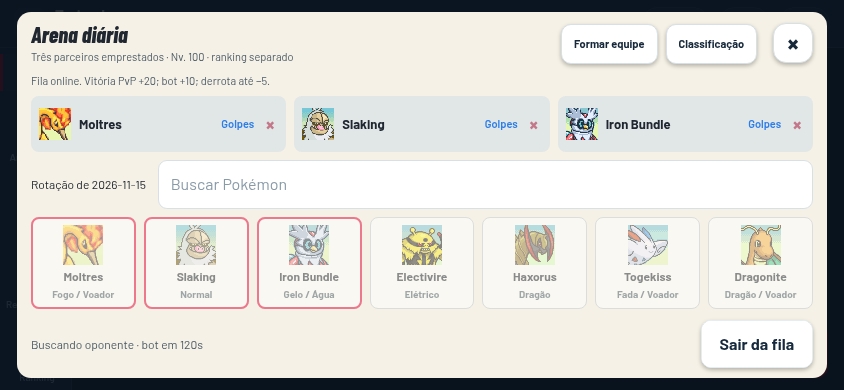 Arena diária
Três parceiros emprestados · Nv. 100 · ranking separado
Fila online. Vitória PvP +20; bot +10; derrota até −5.
Formar equipe
Classificação
×
Moltres
Golpes ×
Slaking
Golpes ×
Iron Bundle
Golpes ×
Rotação de 2026-11-15
Buscar Pokémon
Moltres
Fogo / Voador
Slaking
Normal
Iron Bundle
Gelo / Água
Electivire
Elétrico
Haxorus
Dragão
Togekiss
Fada / Voador
Dragonite
Dragão / Voador
Buscando oponente · bot em 120s
Sair da fila